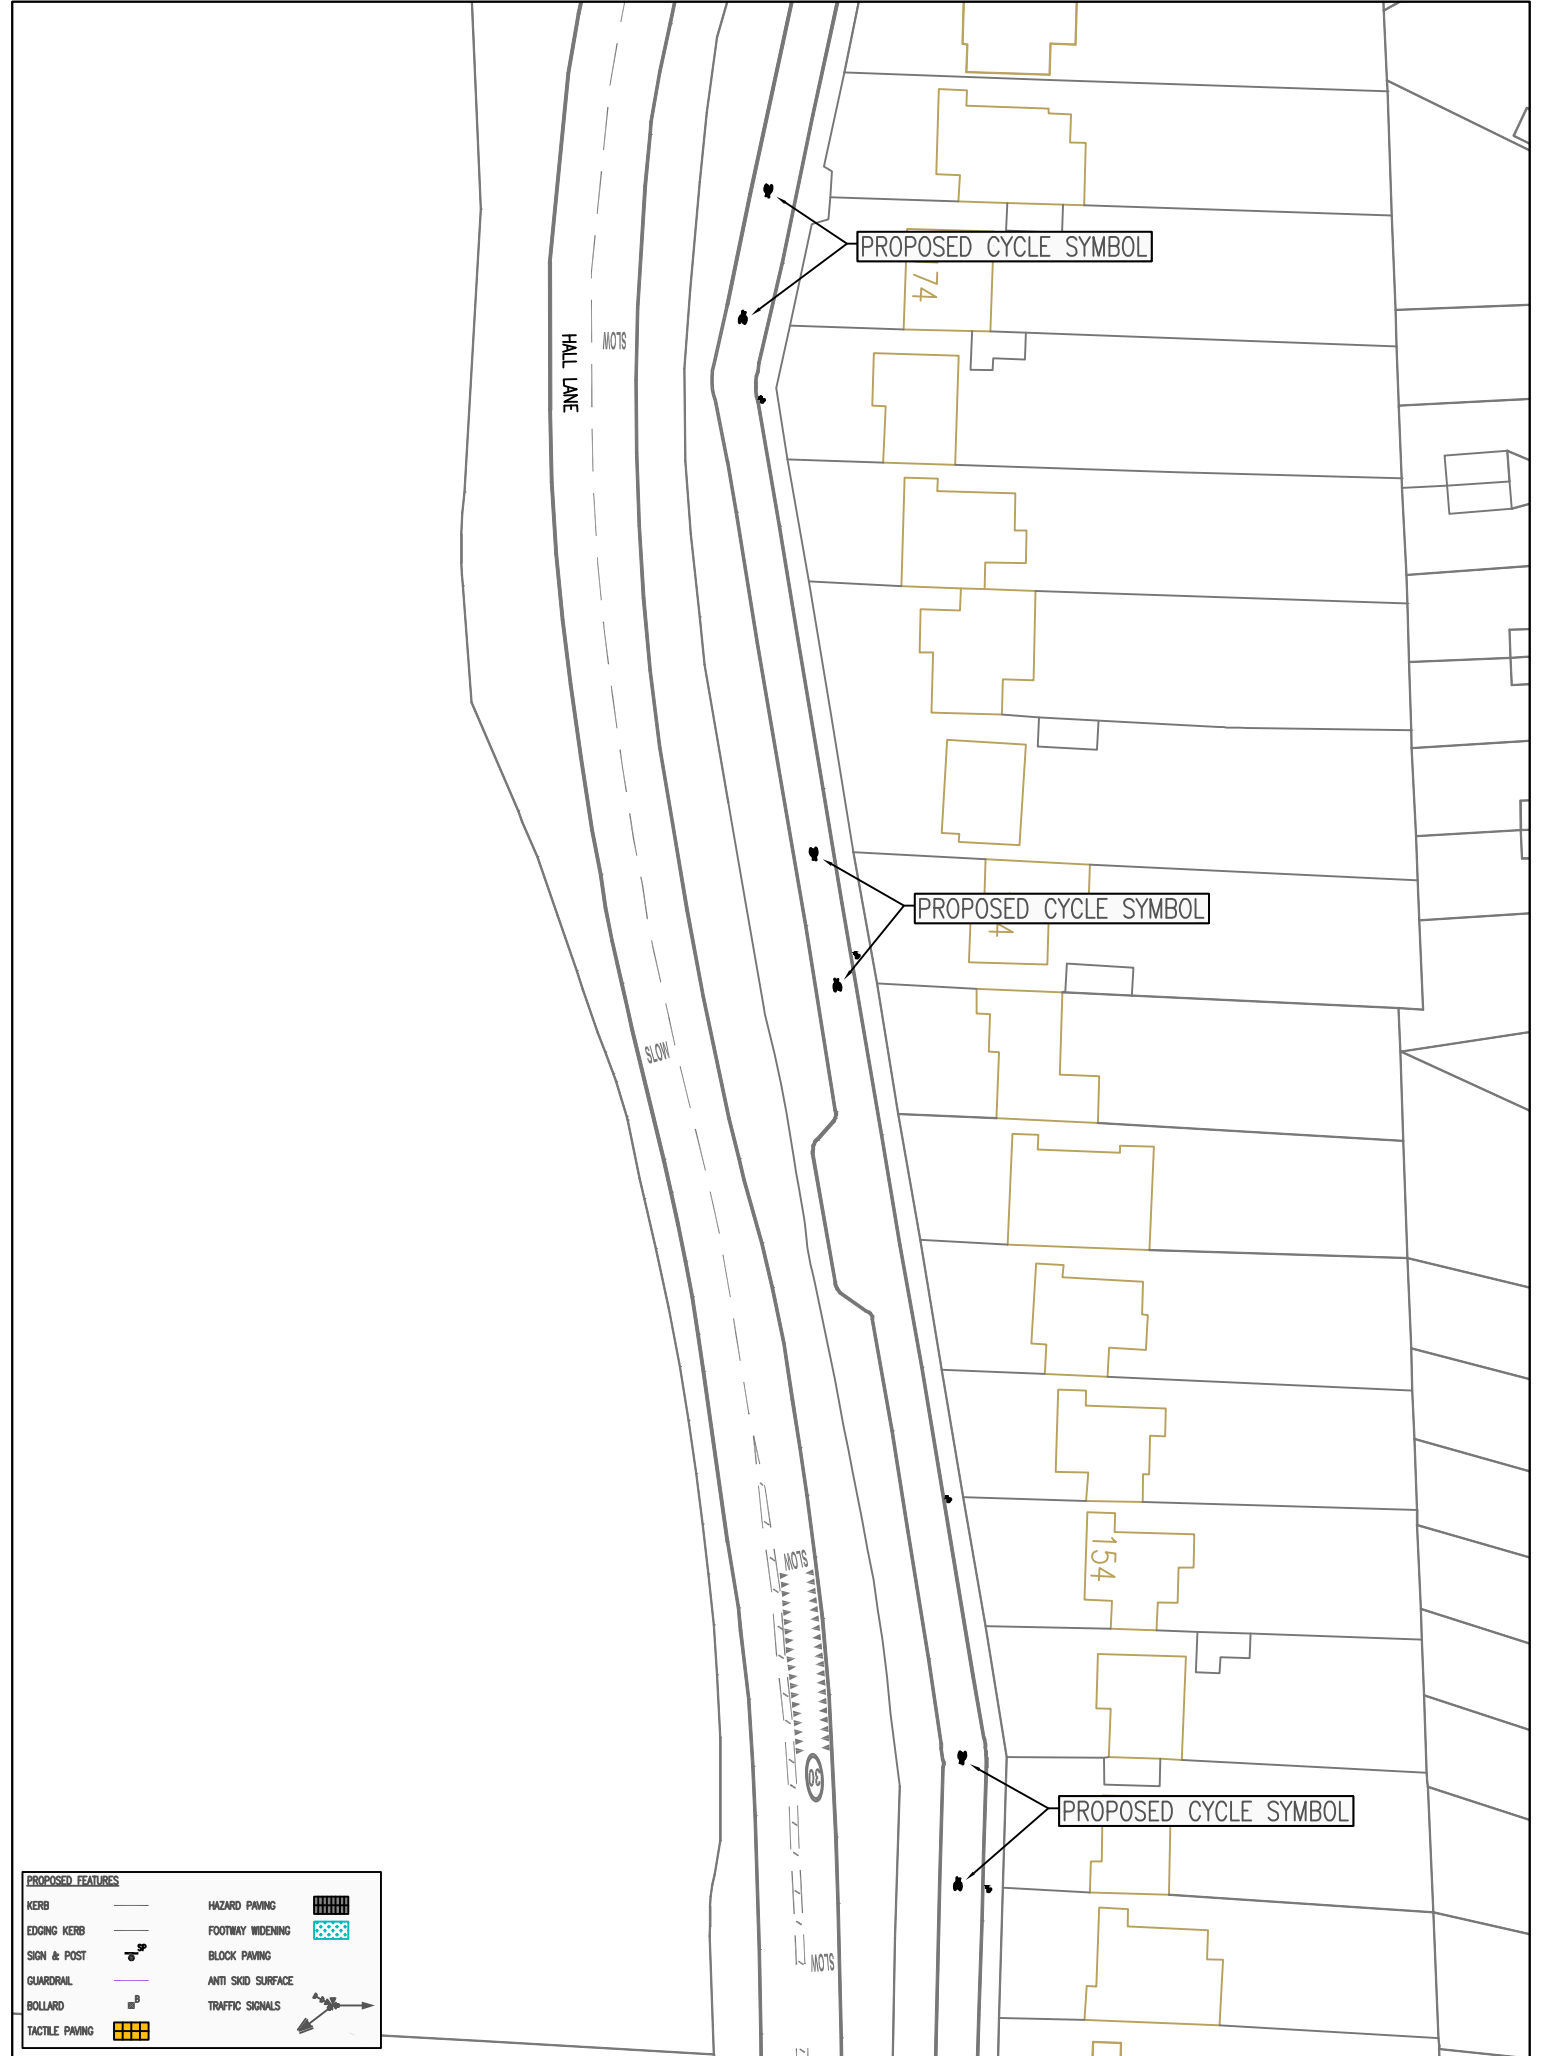 PROPOSED CYCLE SYMBOL
74
SLOW
HALL LANE
PROPOSED CYCLE SYMBOL
4
SLOW
SLOW
154
30
PROPOSED CYCLE SYMBOL
SLOW
PROPOSED FEATURES
KERB
EDGING KERB
SIGN & POST
SP
GUARDRAIL
BOLLARD
B
TACTILE PAVING
HAZARD PAVING
FOOTWAY WIDENING
BLOCK PAVING
ANTI SKID SURFACE
TRAFFIC SIGNALS